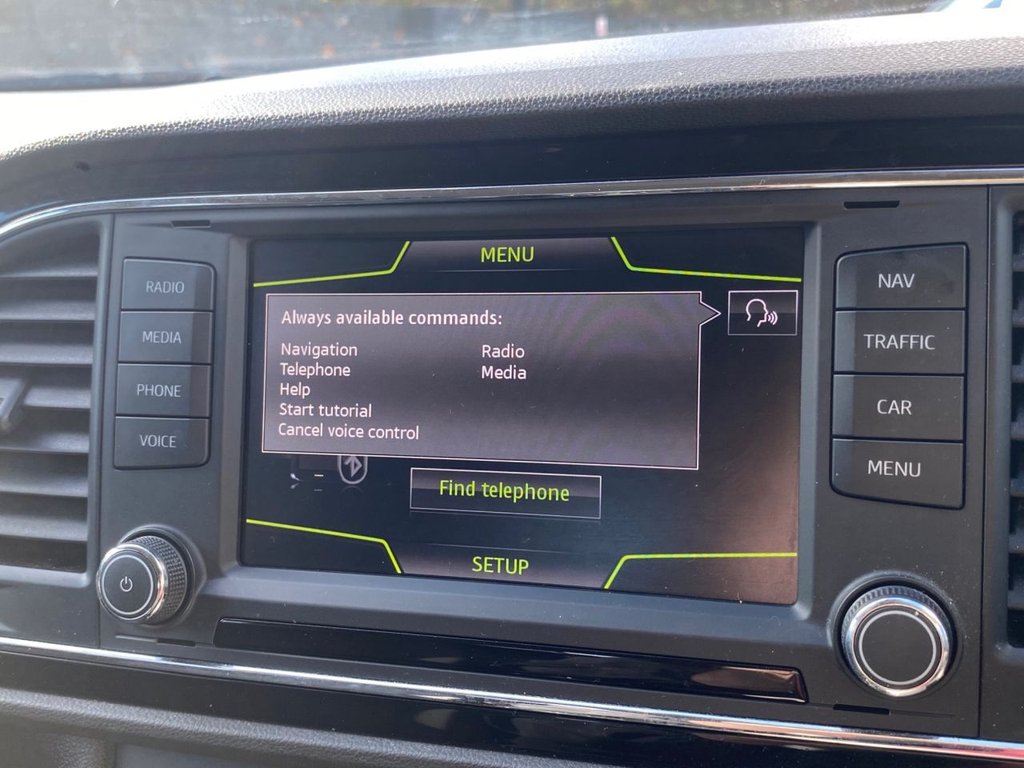 MENU
RADIO
MEDIA
PHONE
VOICE
Always available commands:
Navigation Radio
Telephone Media
Help
Start tutorial
Cancel voice control
Find telephone
SETUP
NAV
TRAFFIC
CAR
MENU